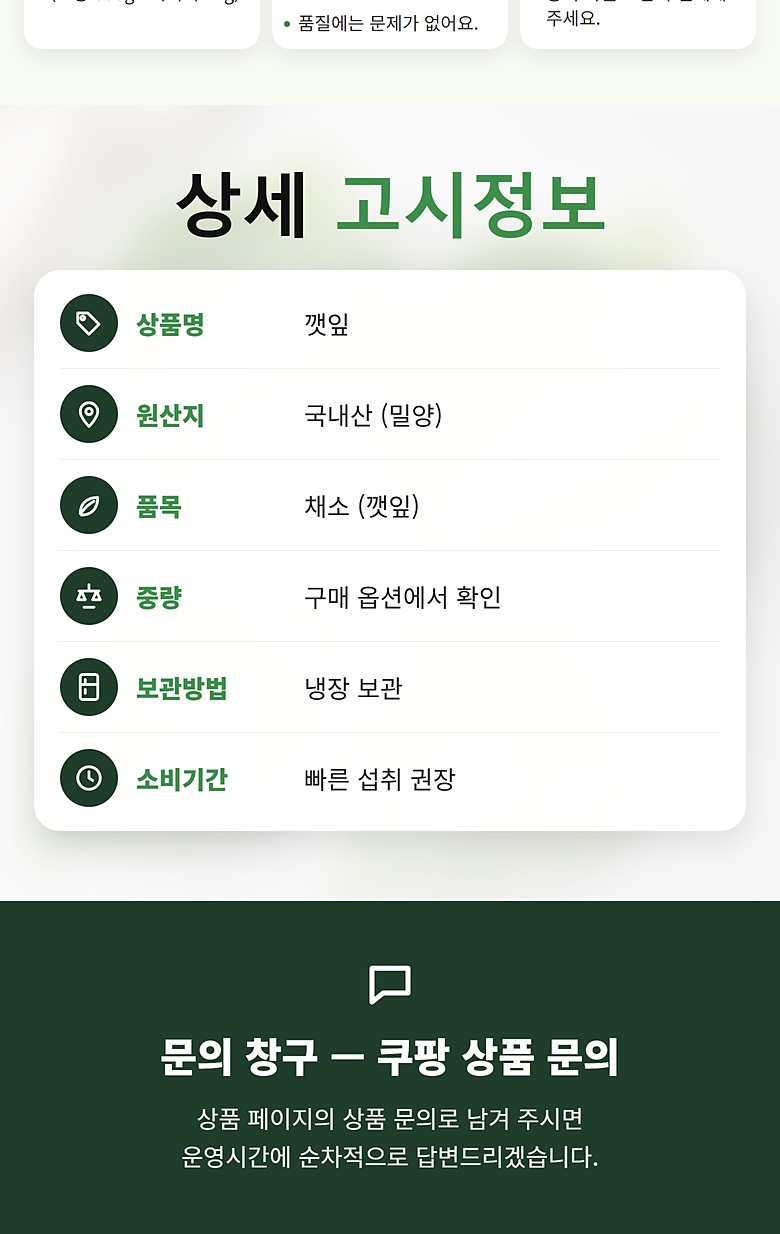 품질에는 문제가 없어요.
주세요.
상세 고시정보
상품명 깻잎
원산지 국내산 (밀양)
품목 채소 (깻잎)
중량 구매 옵션에서 확인
보관방법 냉장 보관
소비기간 빠른 섭취 권장
문의 창구 — 쿠팡 상품 문의
상품 페이지의 상품 문의로 남겨 주시면
운영시간에 순차적으로 답변드리겠습니다.